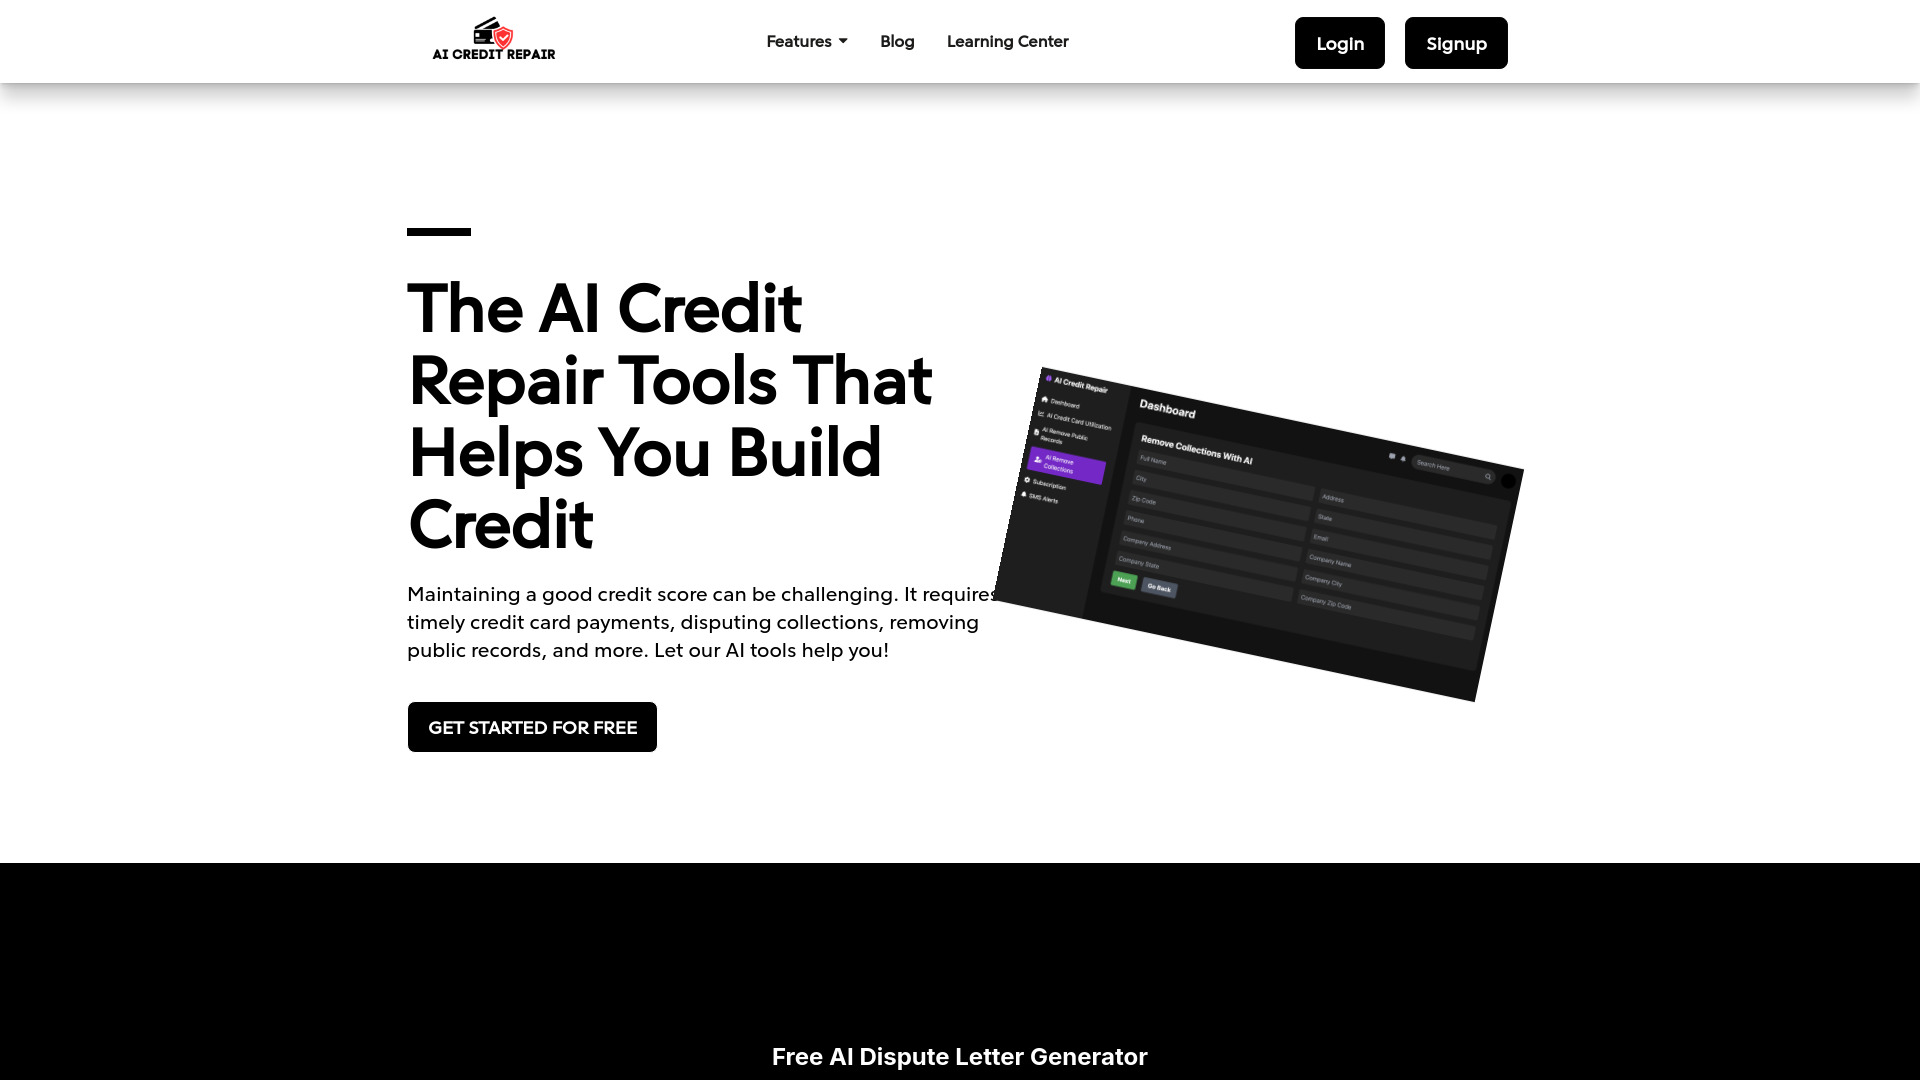 AI CREDIT REPAIR
Features
Blog
Learning Center
Login
Signup
The AI Credit
Repair Tools That
Helps You Build
Credit
Maintaining a good credit score can be challenging. It requires
timely credit card payments, disputing collections, removing
public records, and more. Let our AI tools help you!
GET STARTED FOR FREE
AI Credit Repair
Dashboard
AI Credit Card Utilization
AI Remove Public
Records
AI Remove
Collections
Subscription
SMS Alerts
Dashboard
Search Here
Remove Collections With AI
Full Name
Address
City
State
Zip Code
Email
Phone
Company Name
Company Address
Company City
Company State
Company Zip Code
Next
Go Back
Free AI Dispute Letter Generator